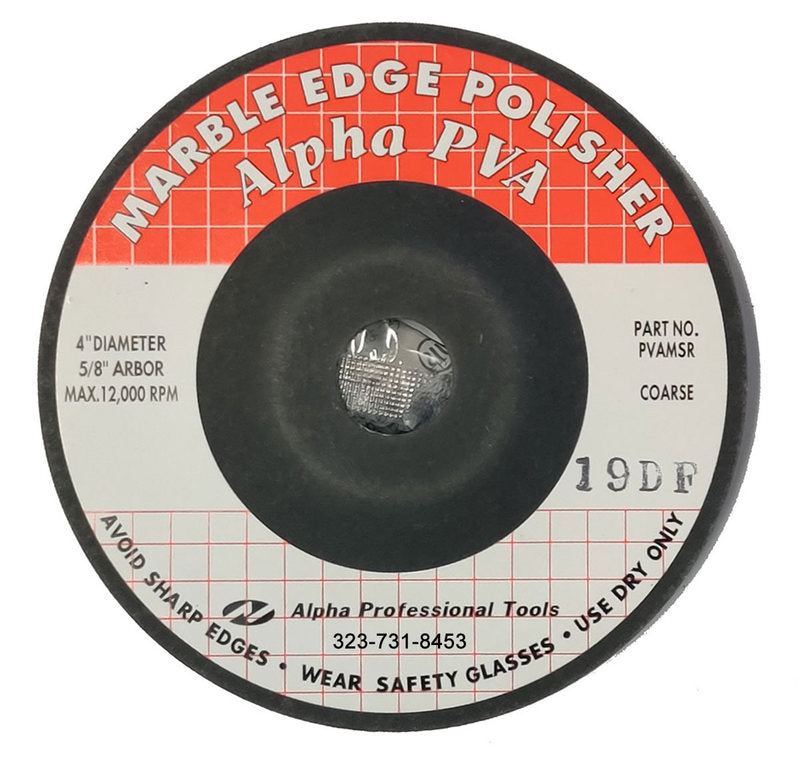 MARBLE EDGE POLISHER
Alpha PVA
4"DIAMETER
5/8" ARBOR
MAX.12,000 RPM
PART NO.
PVAMSR
COARSE
19DF
Alpha Professional Tools
323-731-8453
AVOID SHARP EDGES • WEAR SAFETY GLASSES • USE DRY ONLY